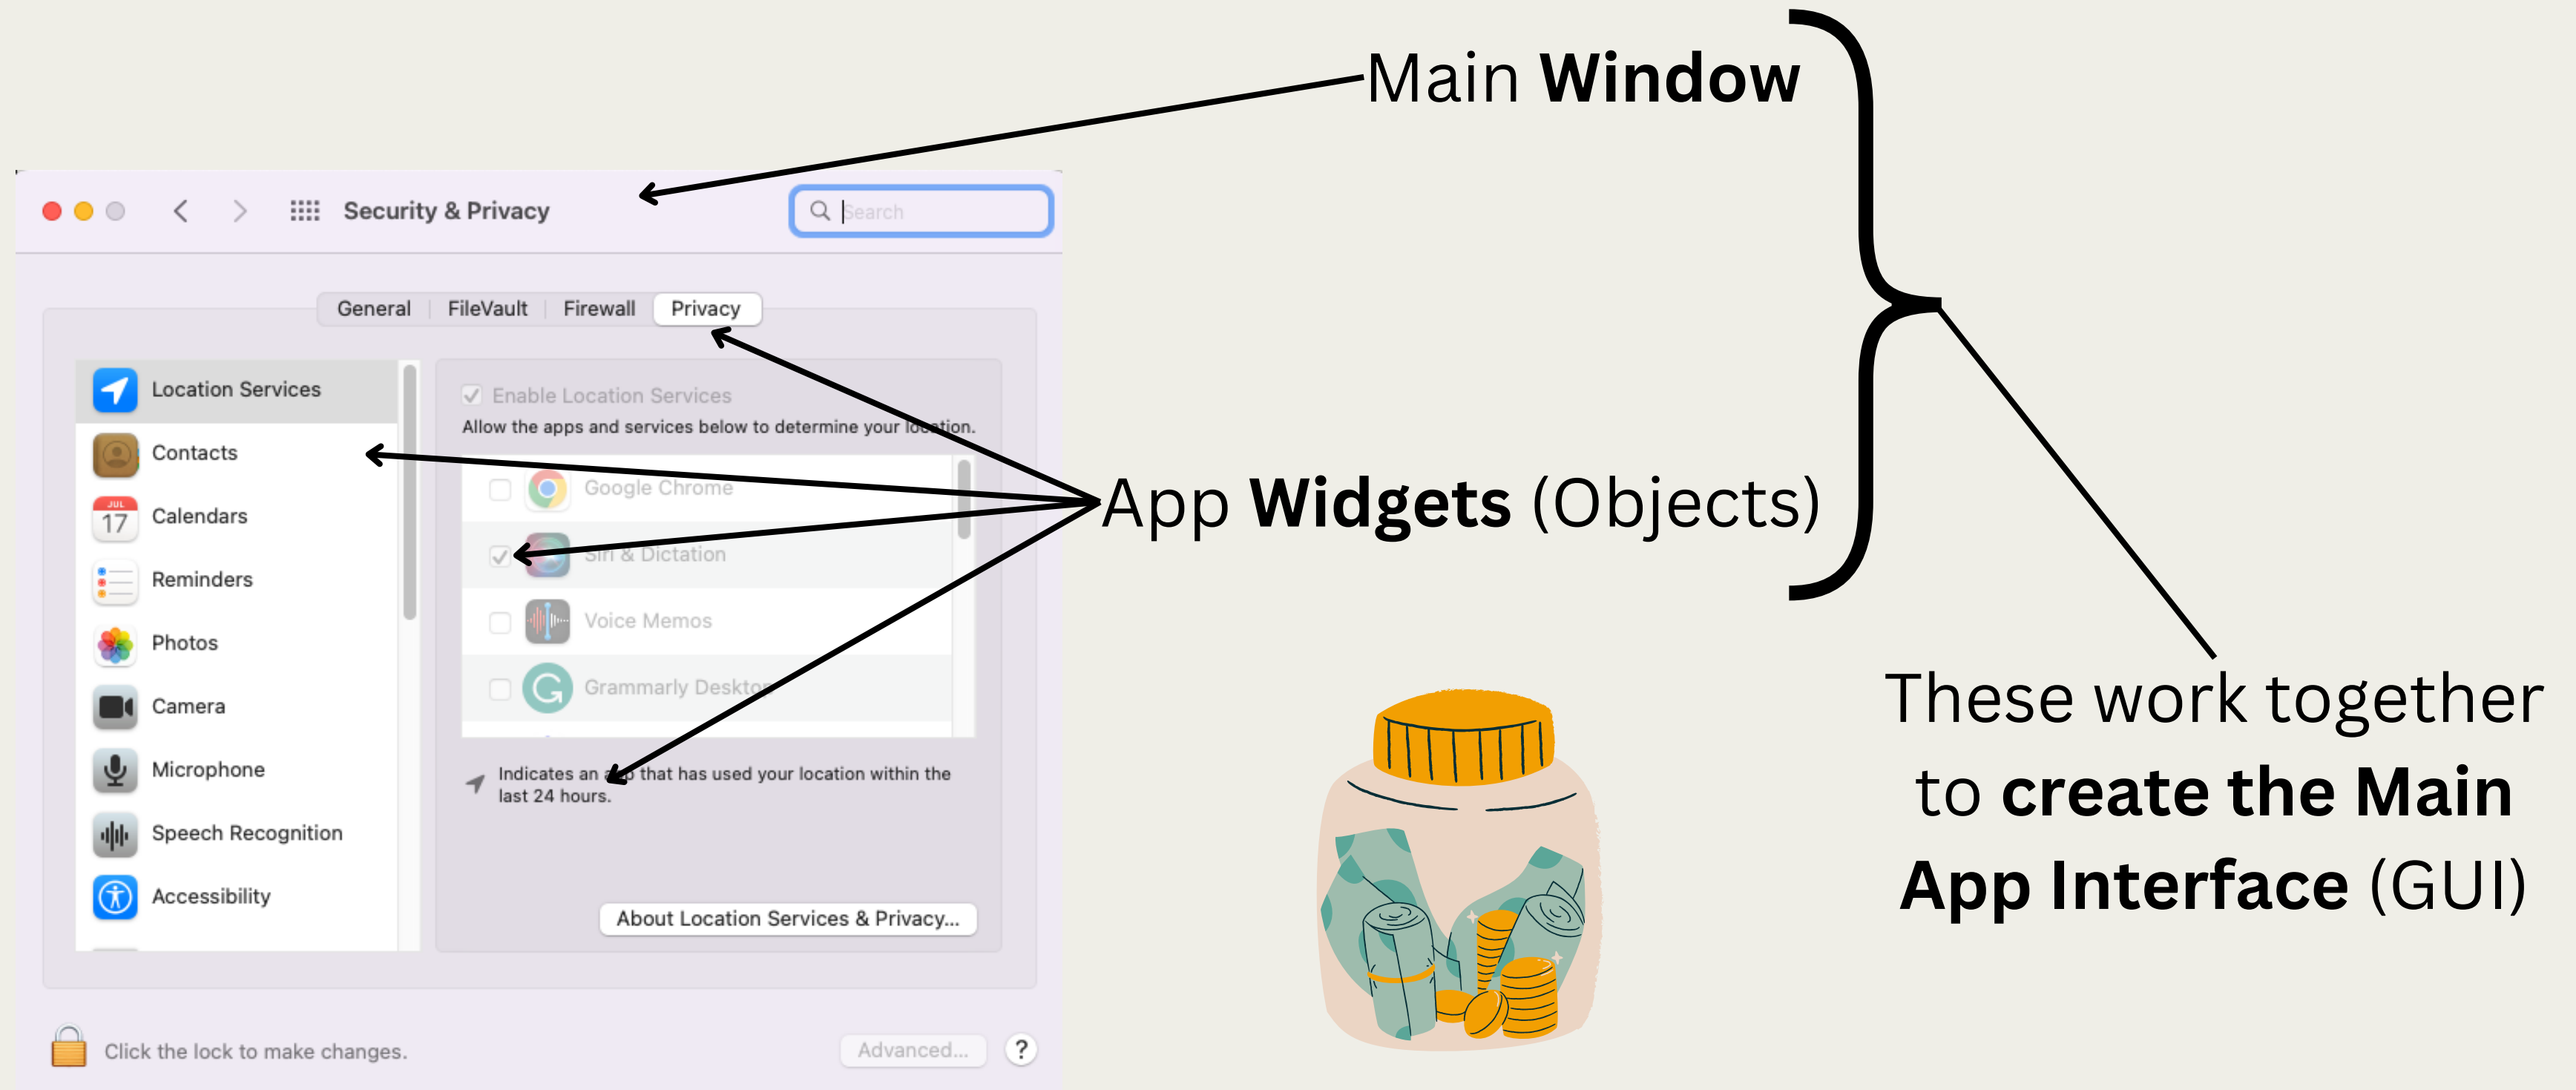 Main Window
Security & Privacy
Search
General
FileVault
Firewall
Privacy
Location Services
Contacts
JUL
17
Calendars
Reminders
Photos
Camera
Microphone
Speech Recognition
Accessibility
Enable Location Services
Allow the apps and services below to determine your location.
Google Chrome
Siri & Dictation
Voice Memos
Grammarly Desktop
Indicates an app that has used your location within the
last 24 hours.
About Location Services & Privacy...
Click the lock to make changes.
Advanced...
?
App Widgets (Objects)
These work together
to create the Main
App Interface (GUI)